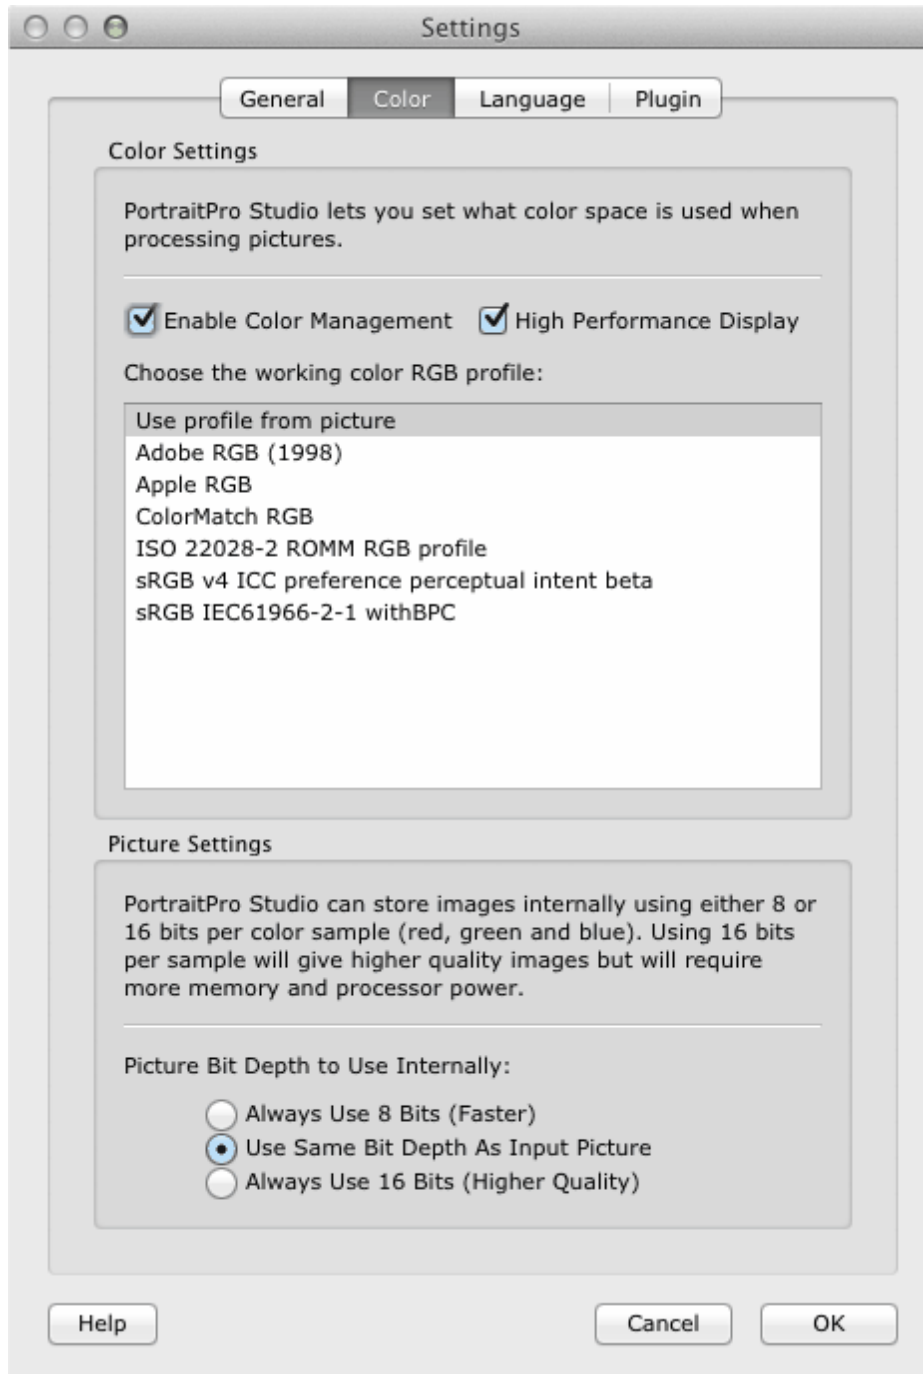 Settings
General Color Language Plugin
Color Settings
PortraitPro Studio lets you set what color space is used when
processing pictures.
Enable Color Management High Performance Display
Choose the working color RGB profile:
Use profile from picture
Adobe RGB (1998)
Apple RGB
ColorMatch RGB
ISO 22028-2 ROMM RGB profile
sRGB v4 ICC preference perceptual intent beta
sRGB IEC61966-2-1 withBPC
Picture Settings
PortraitPro Studio can store images internally using either 8 or
16 bits per color sample (red, green and blue). Using 16 bits
per sample will give higher quality images but will require
more memory and processor power.
Picture Bit Depth to Use Internally:
Always Use 8 Bits (Faster)
Use Same Bit Depth As Input Picture
Always Use 16 Bits (Higher Quality)
Help Cancel OK